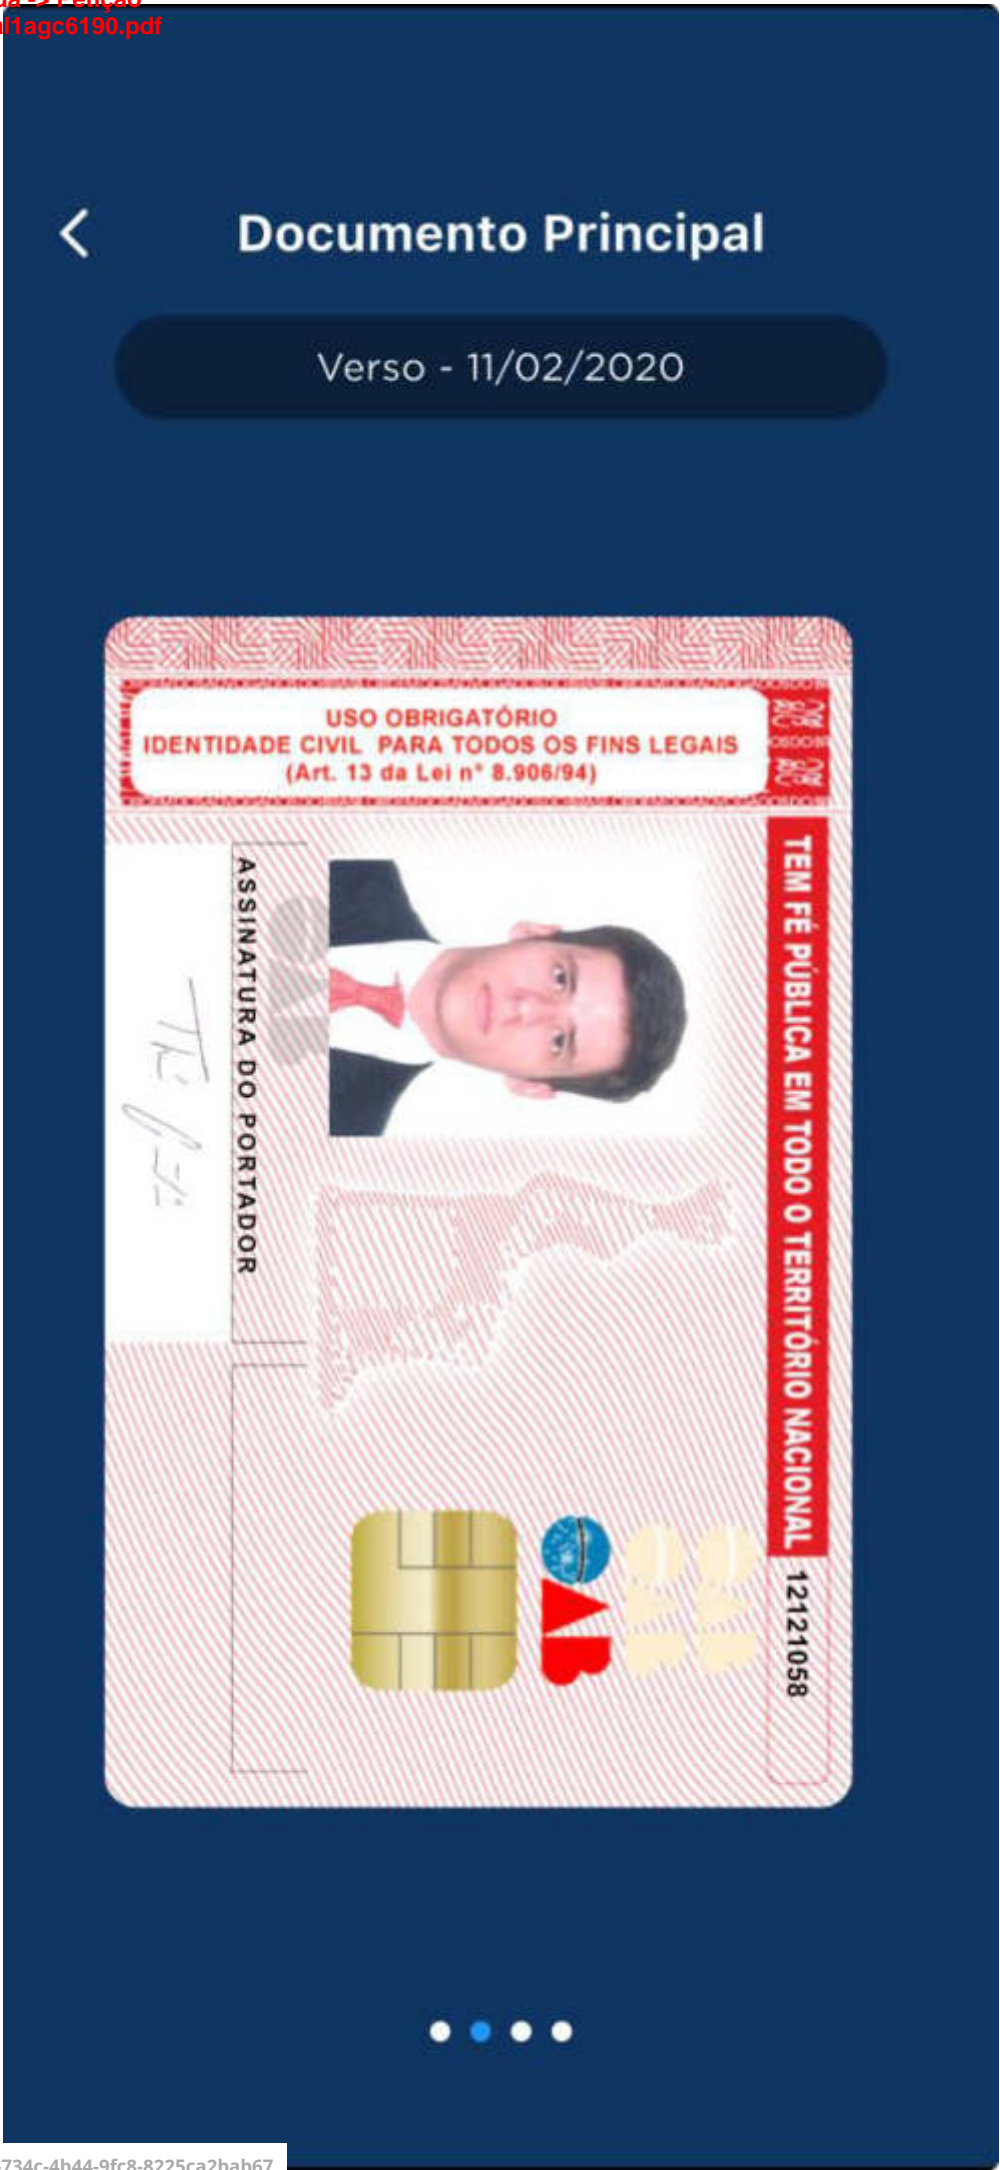 -> Petição
l1agc6190.pdf
Documento Principal
Verso - 11/02/2020
USO OBRIGATÓRIO
IDENTIDADE CIVIL PARA TODOS OS FINS LEGAIS
(Art. 13 da Lei n° 8.906/94)
TEM FÉ PÚBLICA EM TODO O TERRITÓRIO NACIONAL 12121058
ASSINATURA DO PORTADOR
OAB
734c-4b44-9fc8-8225ca2bab67